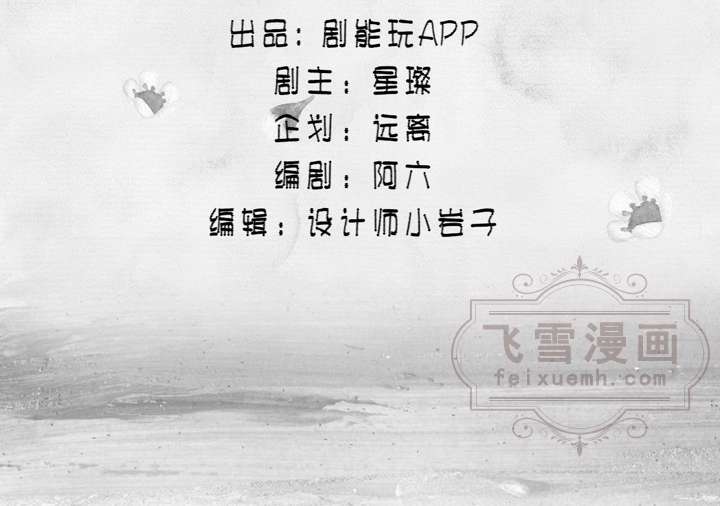 出品：剧能玩APP
剧主：星璨
企划：远离
编剧：阿六
编辑：设计师小岩子
飞雪漫画
feixuemh.com